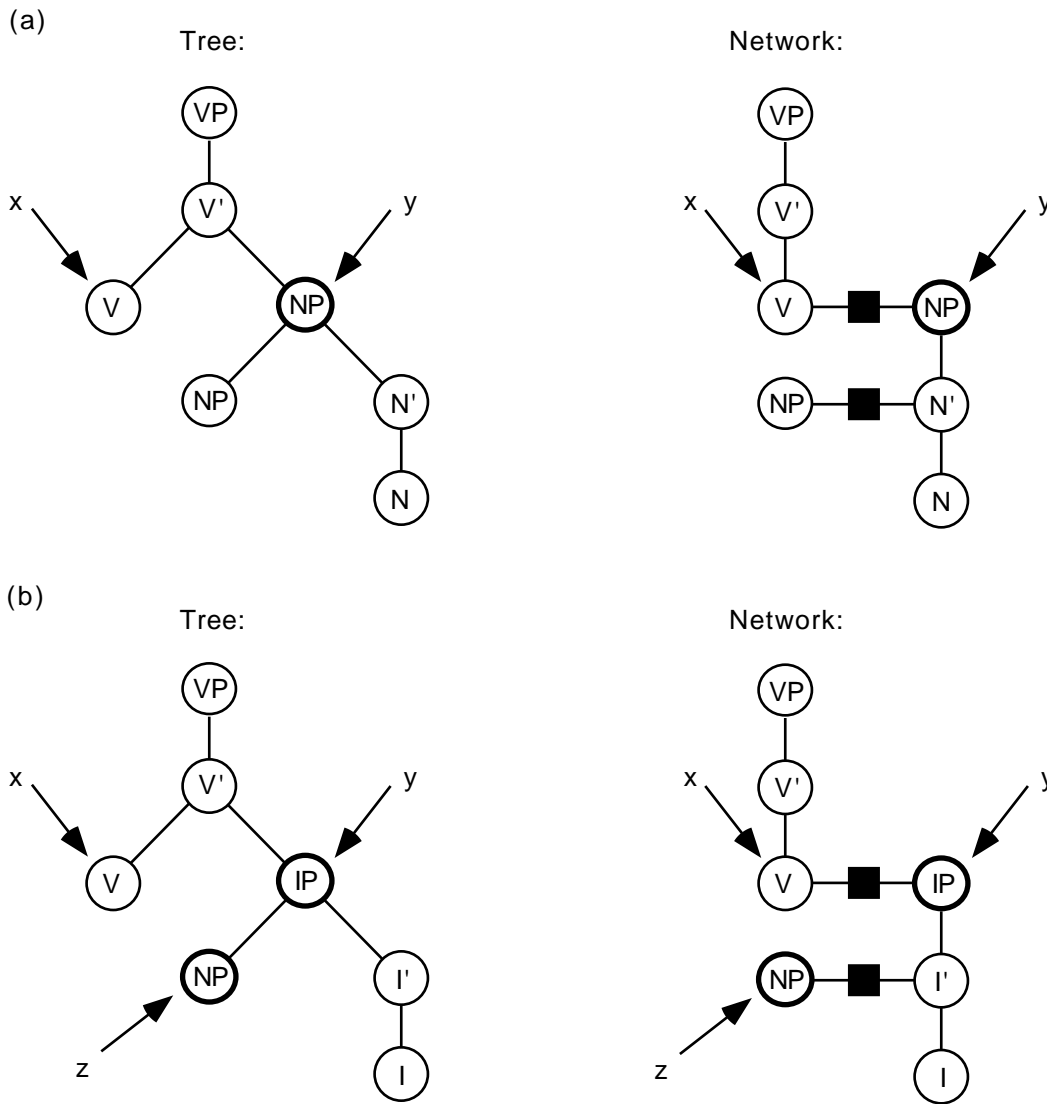 (a)
Tree: Network:
VP VP
x V' y x V' y
V NP V NP
NP N' NP N'
N N
(b)
Tree: Network:
VP VP
x V' y x V' y
V IP V IP
NP I' NP I'
z z
I I